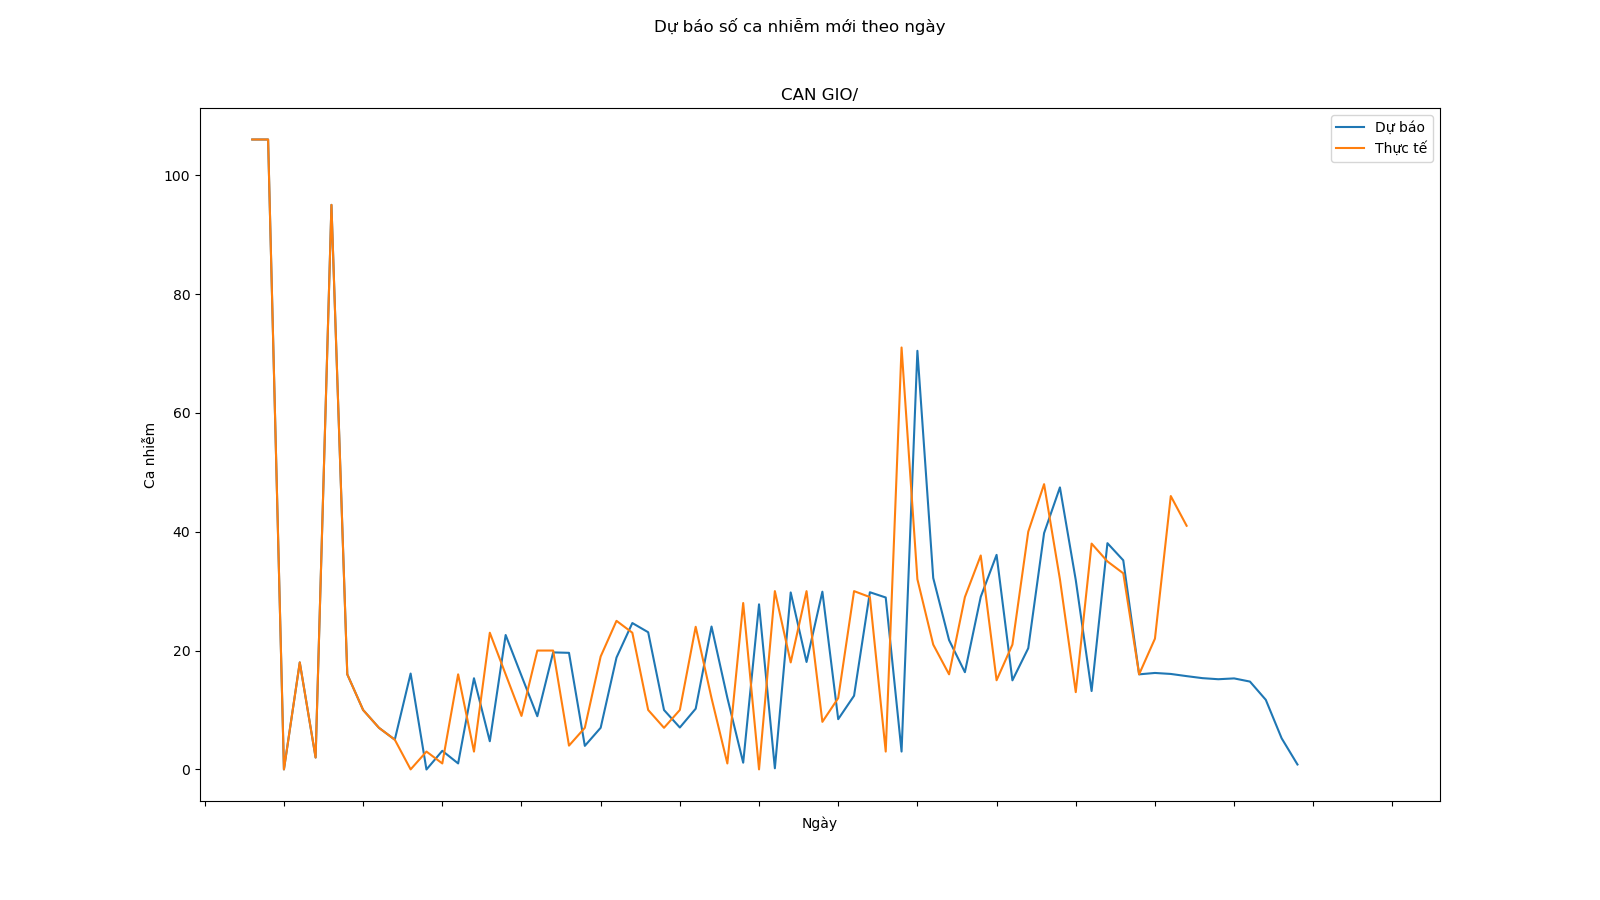 Dự báo số ca nhiễm mới theo ngày
CAN GIO/
Dự báo
Thực tế
100
80
60
40
20
0
Ca nhiễm
Ngày